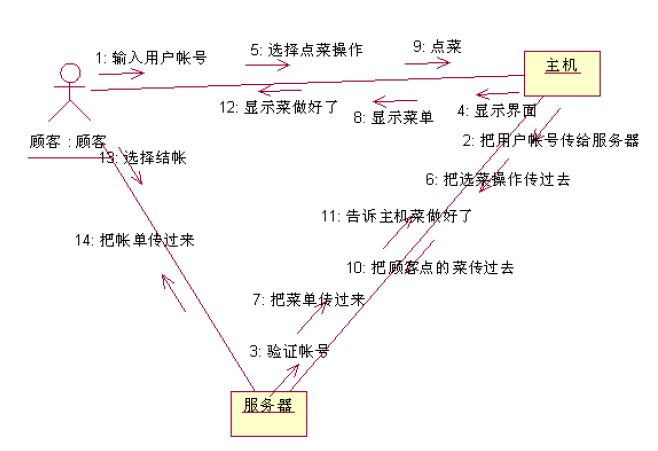 1: 输入用户帐号
5: 选择点菜操作
9: 点菜
主机
12: 显示菜做好了
8: 显示菜单
4: 显示界面
顾客 : 顾客
2: 把用户帐号传给服务器
13: 选择结帐
6: 把选菜操作传过去
11: 告诉主机菜做好了
14: 把帐单传过来
10: 把顾客点的菜传过去
7: 把菜单传过来
3: 验证帐号
服务器